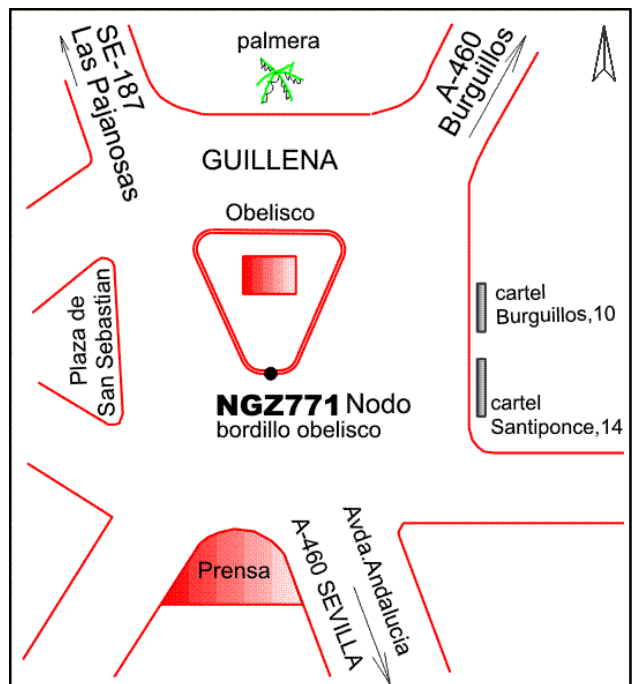 palmera
SE-187
Las Pajanosas
A-460
Burguillos
GUILLENA
Obelisco
Plaza de
San Sebastian
cartel
Burguillos,10
NGZ771 Nodo
bordillo obelisco
cartel
Santiponce,14
Prensa
A-460 SEVILLA
Avda.Andalucia